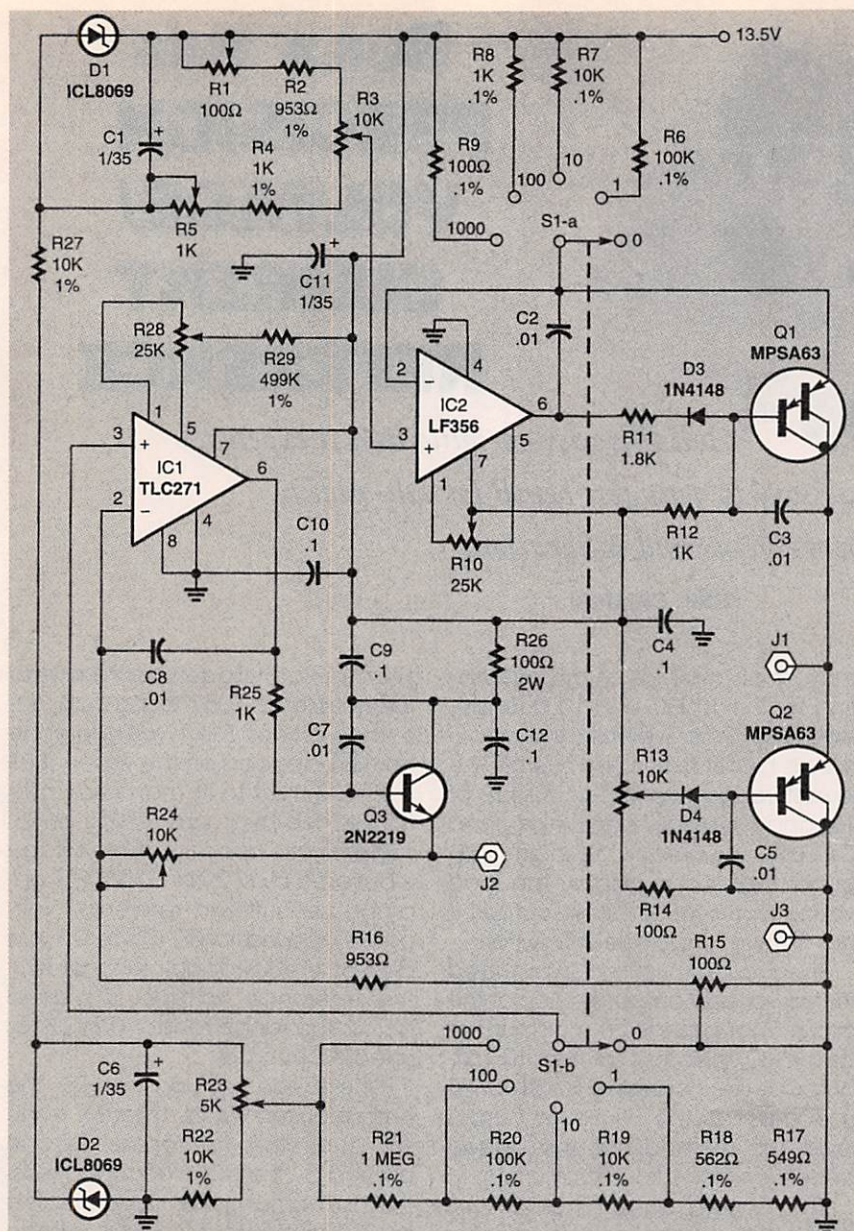 13.5V
D1
ICL8069
R1
100Ω
R2
953Ω
1%
R3
10K
C1
1/35
+
R4
1K
1%
R5
1K
R8
1K
.1%
R7
10K
.1%
R9
100Ω
.1%
R6
100K
.1%
1000
100
10
1
S1-a
0
R27
10K
1%
+
C11
1/35
R28
25K
R29
499K
1%
C2
.01
Q1
MPSA63
D3
1N4148
2
−
4
IC2
LF356
6
3
+
7
5
1
R11
1.8K
1
3
+
5
7
IC1
TLC271
6
2
−
8
4
C10
.1
R10
25K
R12
1K
C3
.01
C9
.1
R26
100Ω
2W
C4
.1
J1
C8
.01
R25
1K
C7
.01
C12
.1
R13
10K
Q2
MPSA63
D4
1N4148
C5
.01
Q3
2N2219
R24
10K
J2
R14
100Ω
J3
R16
953Ω
R15
100Ω
1000
S1-b
0
100
1
10
C6
1/35
+
R23
5K
D2
ICL8069
R22
10K
1%
R21
1 MEG
.1%
R20
100K
.1%
R19
10K
.1%
R18
562Ω
.1%
R17
549Ω
.1%